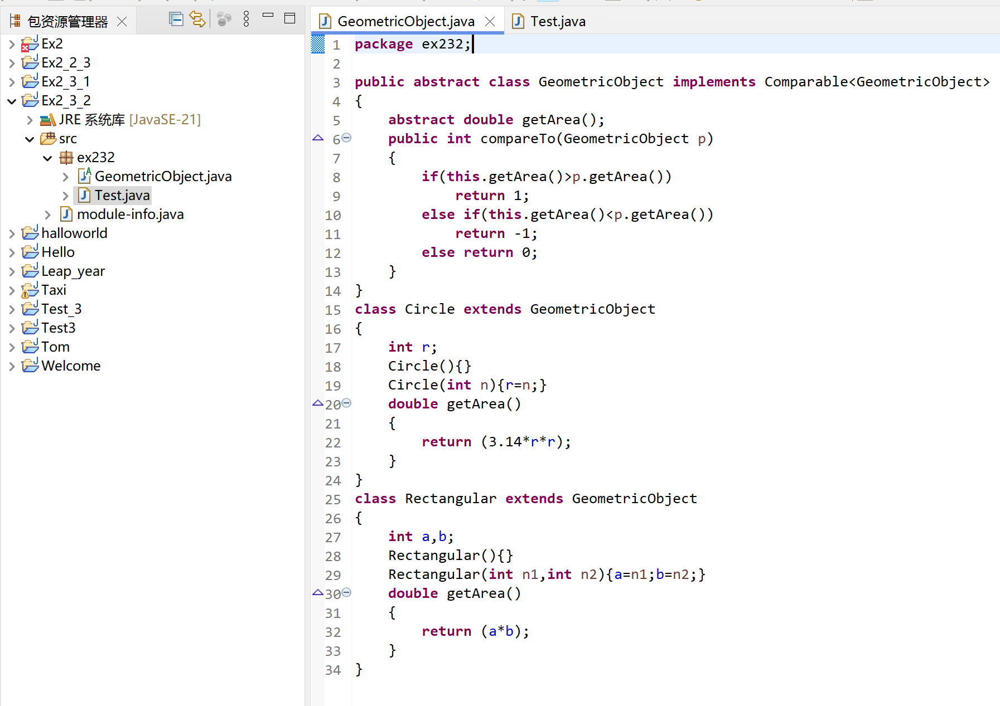 包资源管理器
Ex2
Ex2_2_3
Ex2_3_1
Ex2_3_2
JRE 系统库 [JavaSE-21]
src
ex232
GeometricObject.java
Test.java
module-info.java
halloworld
Hello
Leap_year
Taxi
Test_3
Test3
Tom
Welcome
GeometricObject.java
Test.java
1 package ex232;
2
3 public abstract class GeometricObject implements Comparable<GeometricObject>
4 {
5     abstract double getArea();
6     public int compareTo(GeometricObject p)
7     {
8         if(this.getArea()>p.getArea())
9             return 1;
10         else if(this.getArea()<p.getArea())
11             return -1;
12         else return 0;
13     }
14 }
15 class Circle extends GeometricObject
16 {
17     int r;
18     Circle(){}
19     Circle(int n){r=n;}
20     double getArea()
21     {
22         return (3.14*r*r);
23     }
24 }
25 class Rectangular extends GeometricObject
26 {
27     int a,b;
28     Rectangular(){}
29     Rectangular(int n1,int n2){a=n1;b=n2;}
30     double getArea()
31     {
32         return (a*b);
33     }
34 }